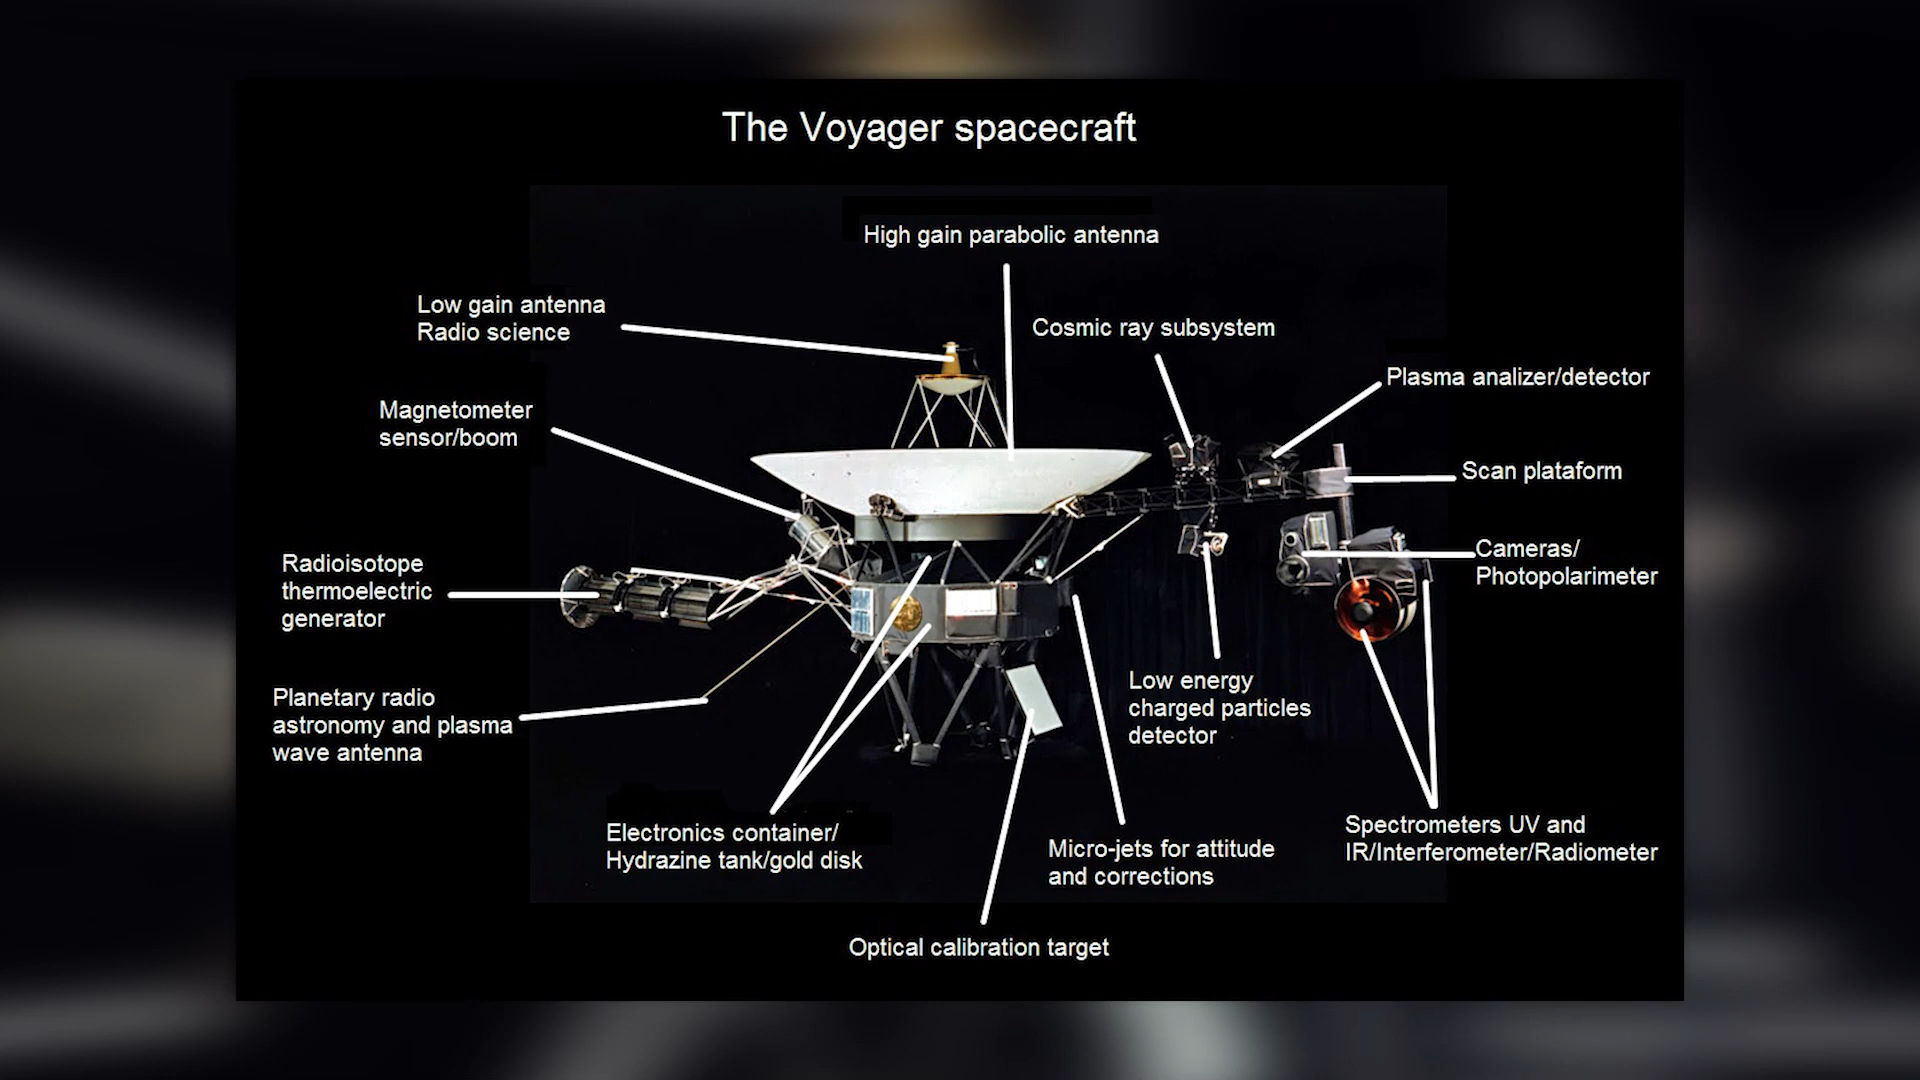 The Voyager spacecraft
High gain parabolic antenna
Low gain antenna
Radio science
Cosmic ray subsystem
Plasma analizer/detector
Magnetometer
sensor/boom
Scan plataform
Cameras/
Photopolarimeter
Radioisotope
thermoelectric
generator
Planetary radio
astronomy and plasma
wave antenna
Low energy
charged particles
detector
Electronics container/
Hydrazine tank/gold disk
Micro-jets for attitude
and corrections
Spectrometers UV and
IR/Interferometer/Radiometer
Optical calibration target